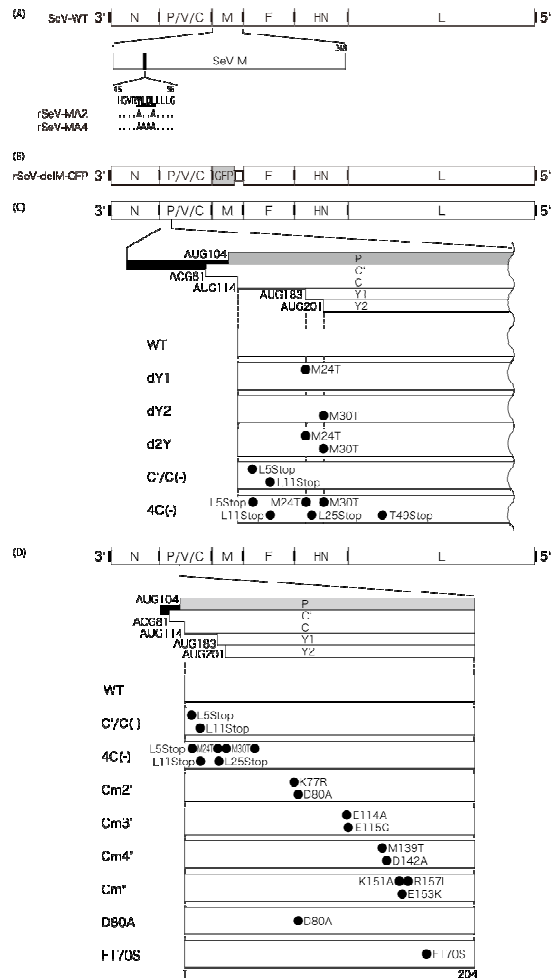 (A)
SeV-WT 3' N P/V/C M F HN L 5'
348
SeV M
rSeV-MA2 ....A..A....
rSeV-MA4 ....AAAA....
(B)
rSeV-delM-GFP 3' N P/V/C GFP F HN L 5'
(C)
3' N P/V/C M F HN L 5'
AUG104 P
ACG81 C'
AUG114 C
AUG183 Y1
AUG201 Y2
WT
dY1 M24T
dY2 M30T
d2Y M24T
M30T
C'/C(-) L5Stop
L11Stop
4C(-) L5Stop M24T M30T
L11Stop L25Stop T49Stop
(D)
3' N P/V/C M F HN L 5'
AUG104 P
ACG81 C'
AUG114 C
AUG183 Y1
AUG201 Y2
WT
C'/C( ) L5Stop
L11Stop
4C(-) L5Stop M24T M30T
L11Stop L25Stop
Cm2' K77R
D80A
Cm3' E114A
E115G
Cm4' M139T
D142A
Cm* K151A R157I
E153K
D80A D80A
F170S F170S
1 204